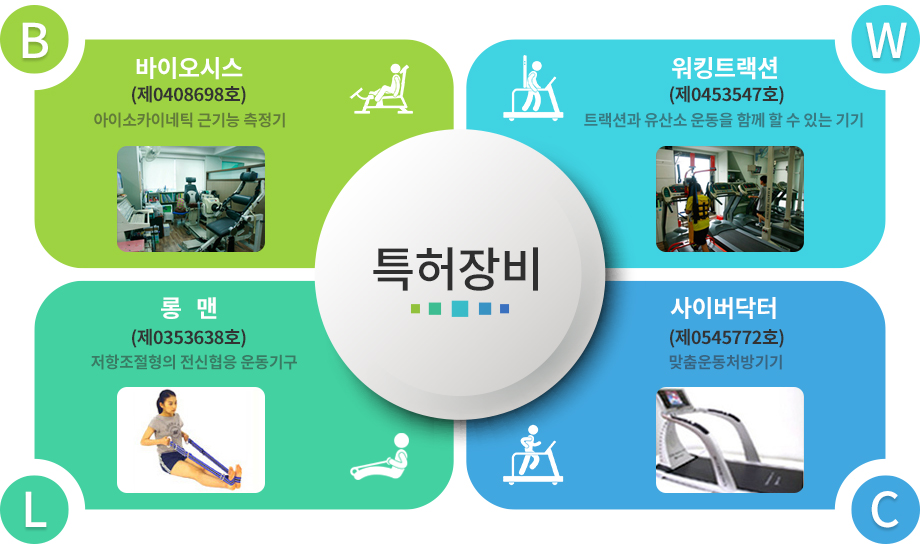 B
바이오시스
(제0408698호)
아이소카이네틱 근기능 측정기
W
워킹트랙션
(제0453547호)
트랙션과 유산소 운동을 함께 할 수 있는 기기
특허장비
롱 맨
(제0353638호)
저항조절형의 전신협응 운동기구
L
사이버닥터
(제0545772호)
맞춤운동처방기기
C